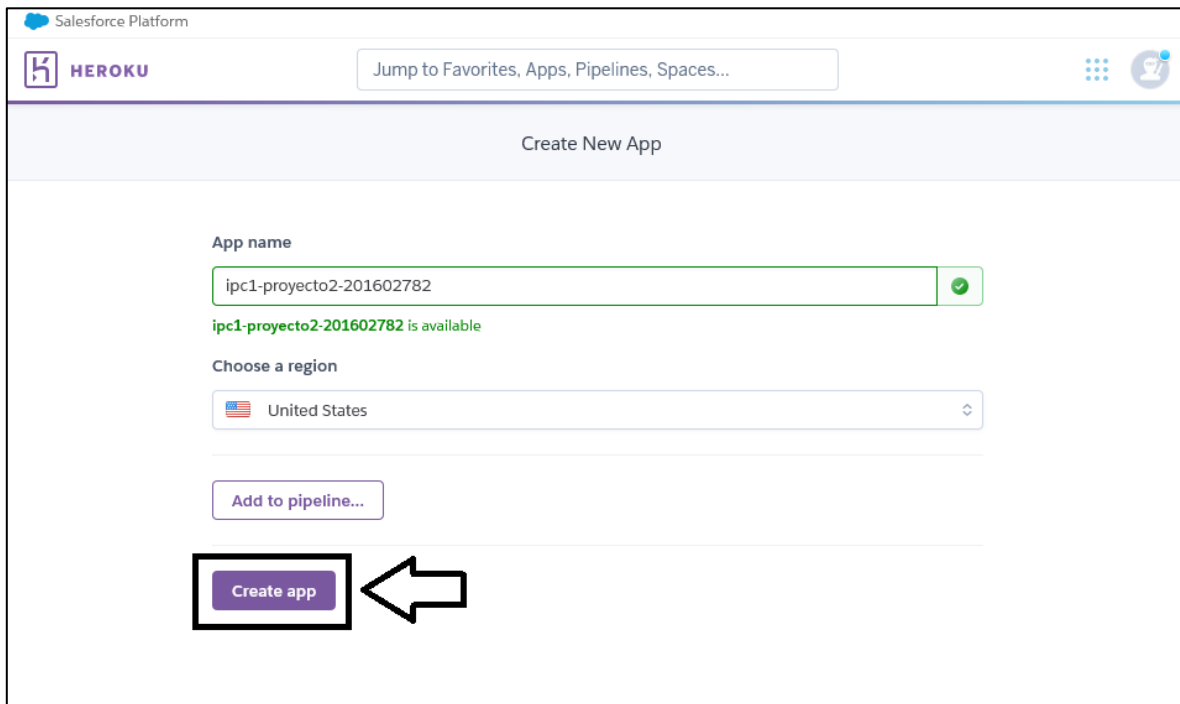 Salesforce Platform
HEROKU
Jump to Favorites, Apps, Pipelines, Spaces...
Create New App
App name
ipc1-proyecto2-201602782
ipc1-proyecto2-201602782 is available
Choose a region
United States
Add to pipeline...
Create app